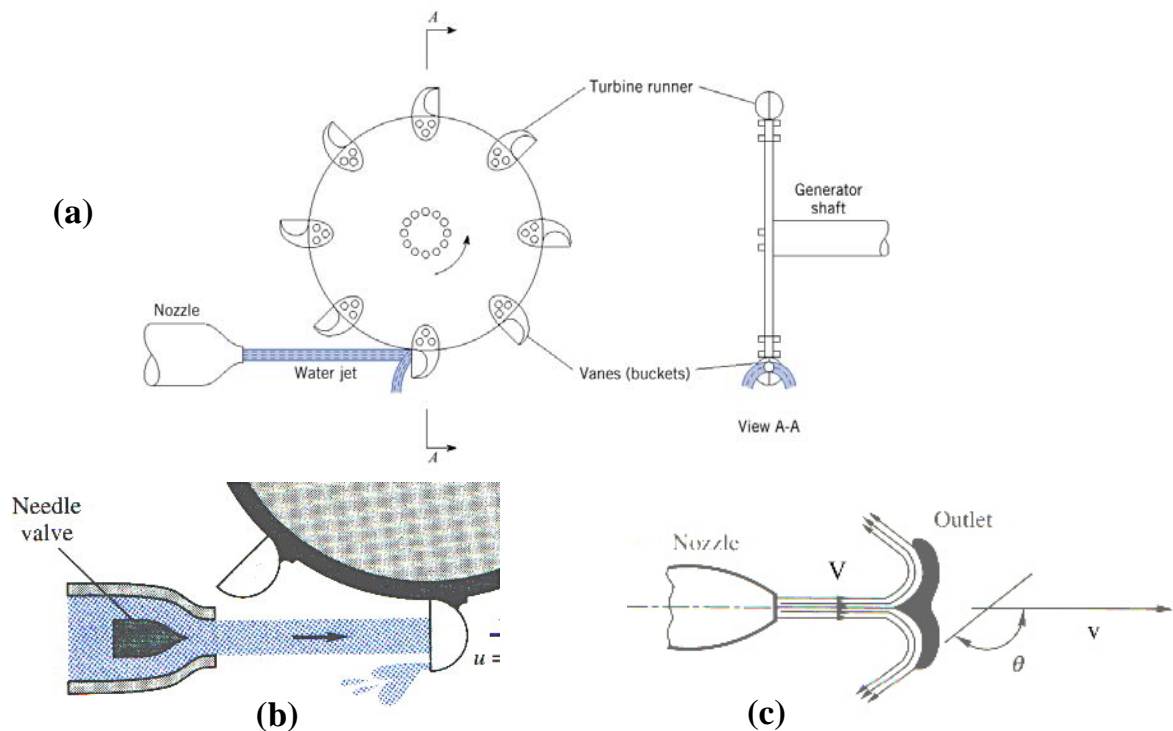 A
Turbine runner
Generator
shaft
(a)
Nozzle
Water jet
Vanes (buckets)
View A-A
A
Needle
valve
u =
(b)
Outlet
Nozzle
V
v
θ
(c)